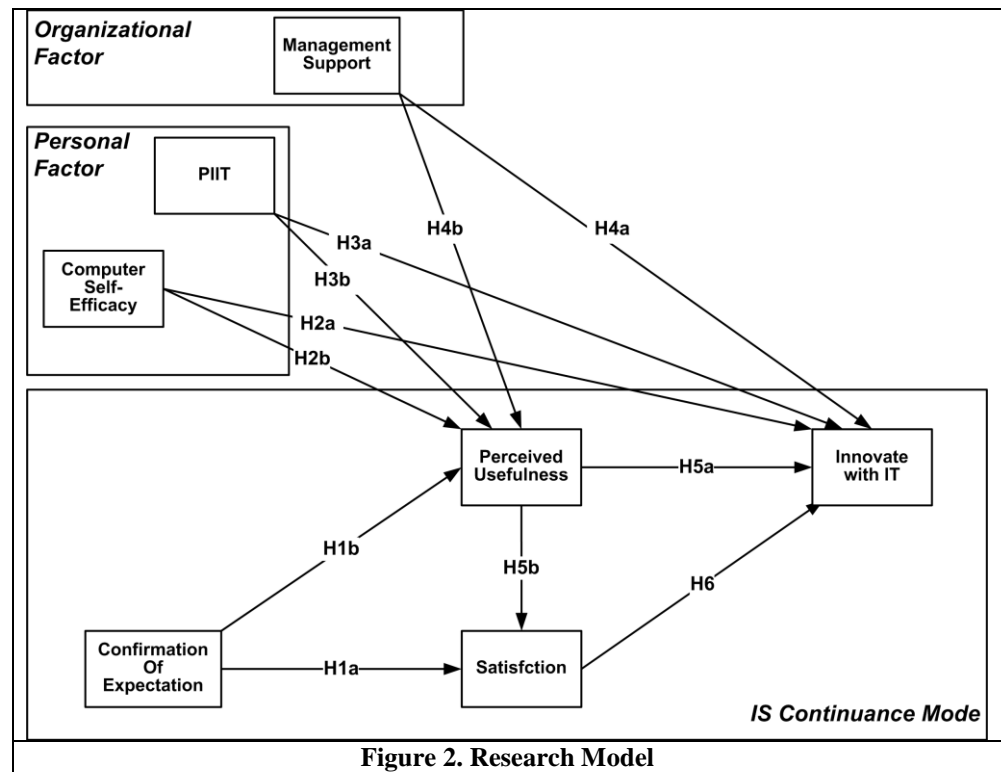 Organizational
Factor
Management
Support
Personal
Factor
PIIT
Computer
Self-
Efficacy
H4b
H4a
H3a
H3b
H2a
H2b
Perceived
Usefulness
H5a
Innovate
with IT
H1b
H5b
H6
Confirmation
Of
Expectation
H1a
Satisfction
IS Continuance Mode
Figure 2. Research Model